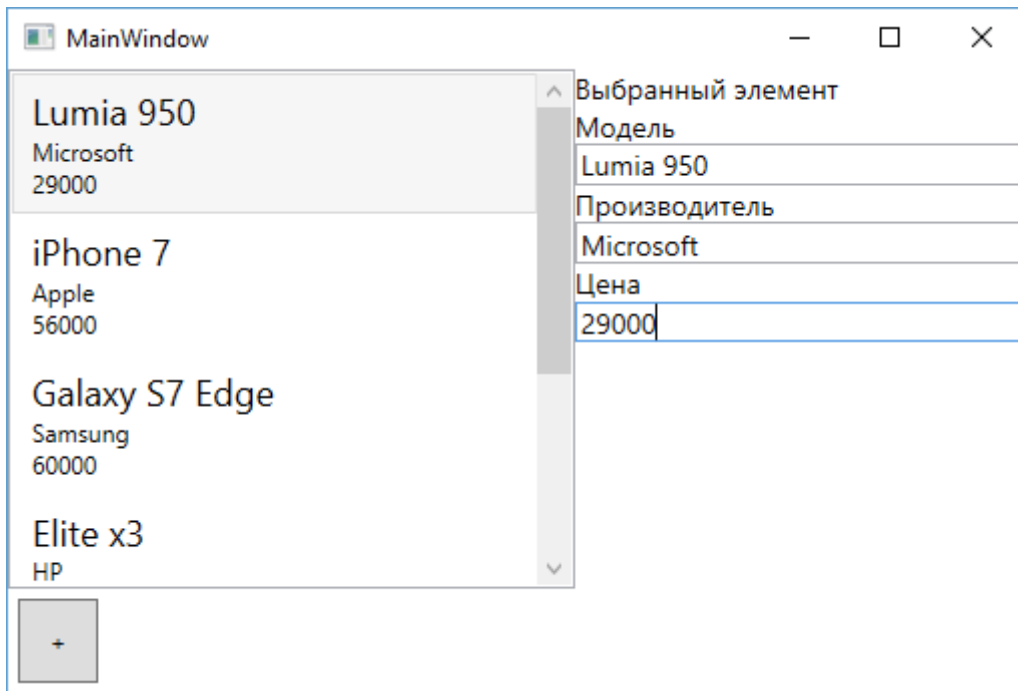 MainWindow
Lumia 950
Microsoft
29000
iPhone 7
Apple
56000
Galaxy S7 Edge
Samsung
60000
Elite x3
HP
+
Выбранный элемент
Модель
Lumia 950
Производитель
Microsoft
Цена
29000